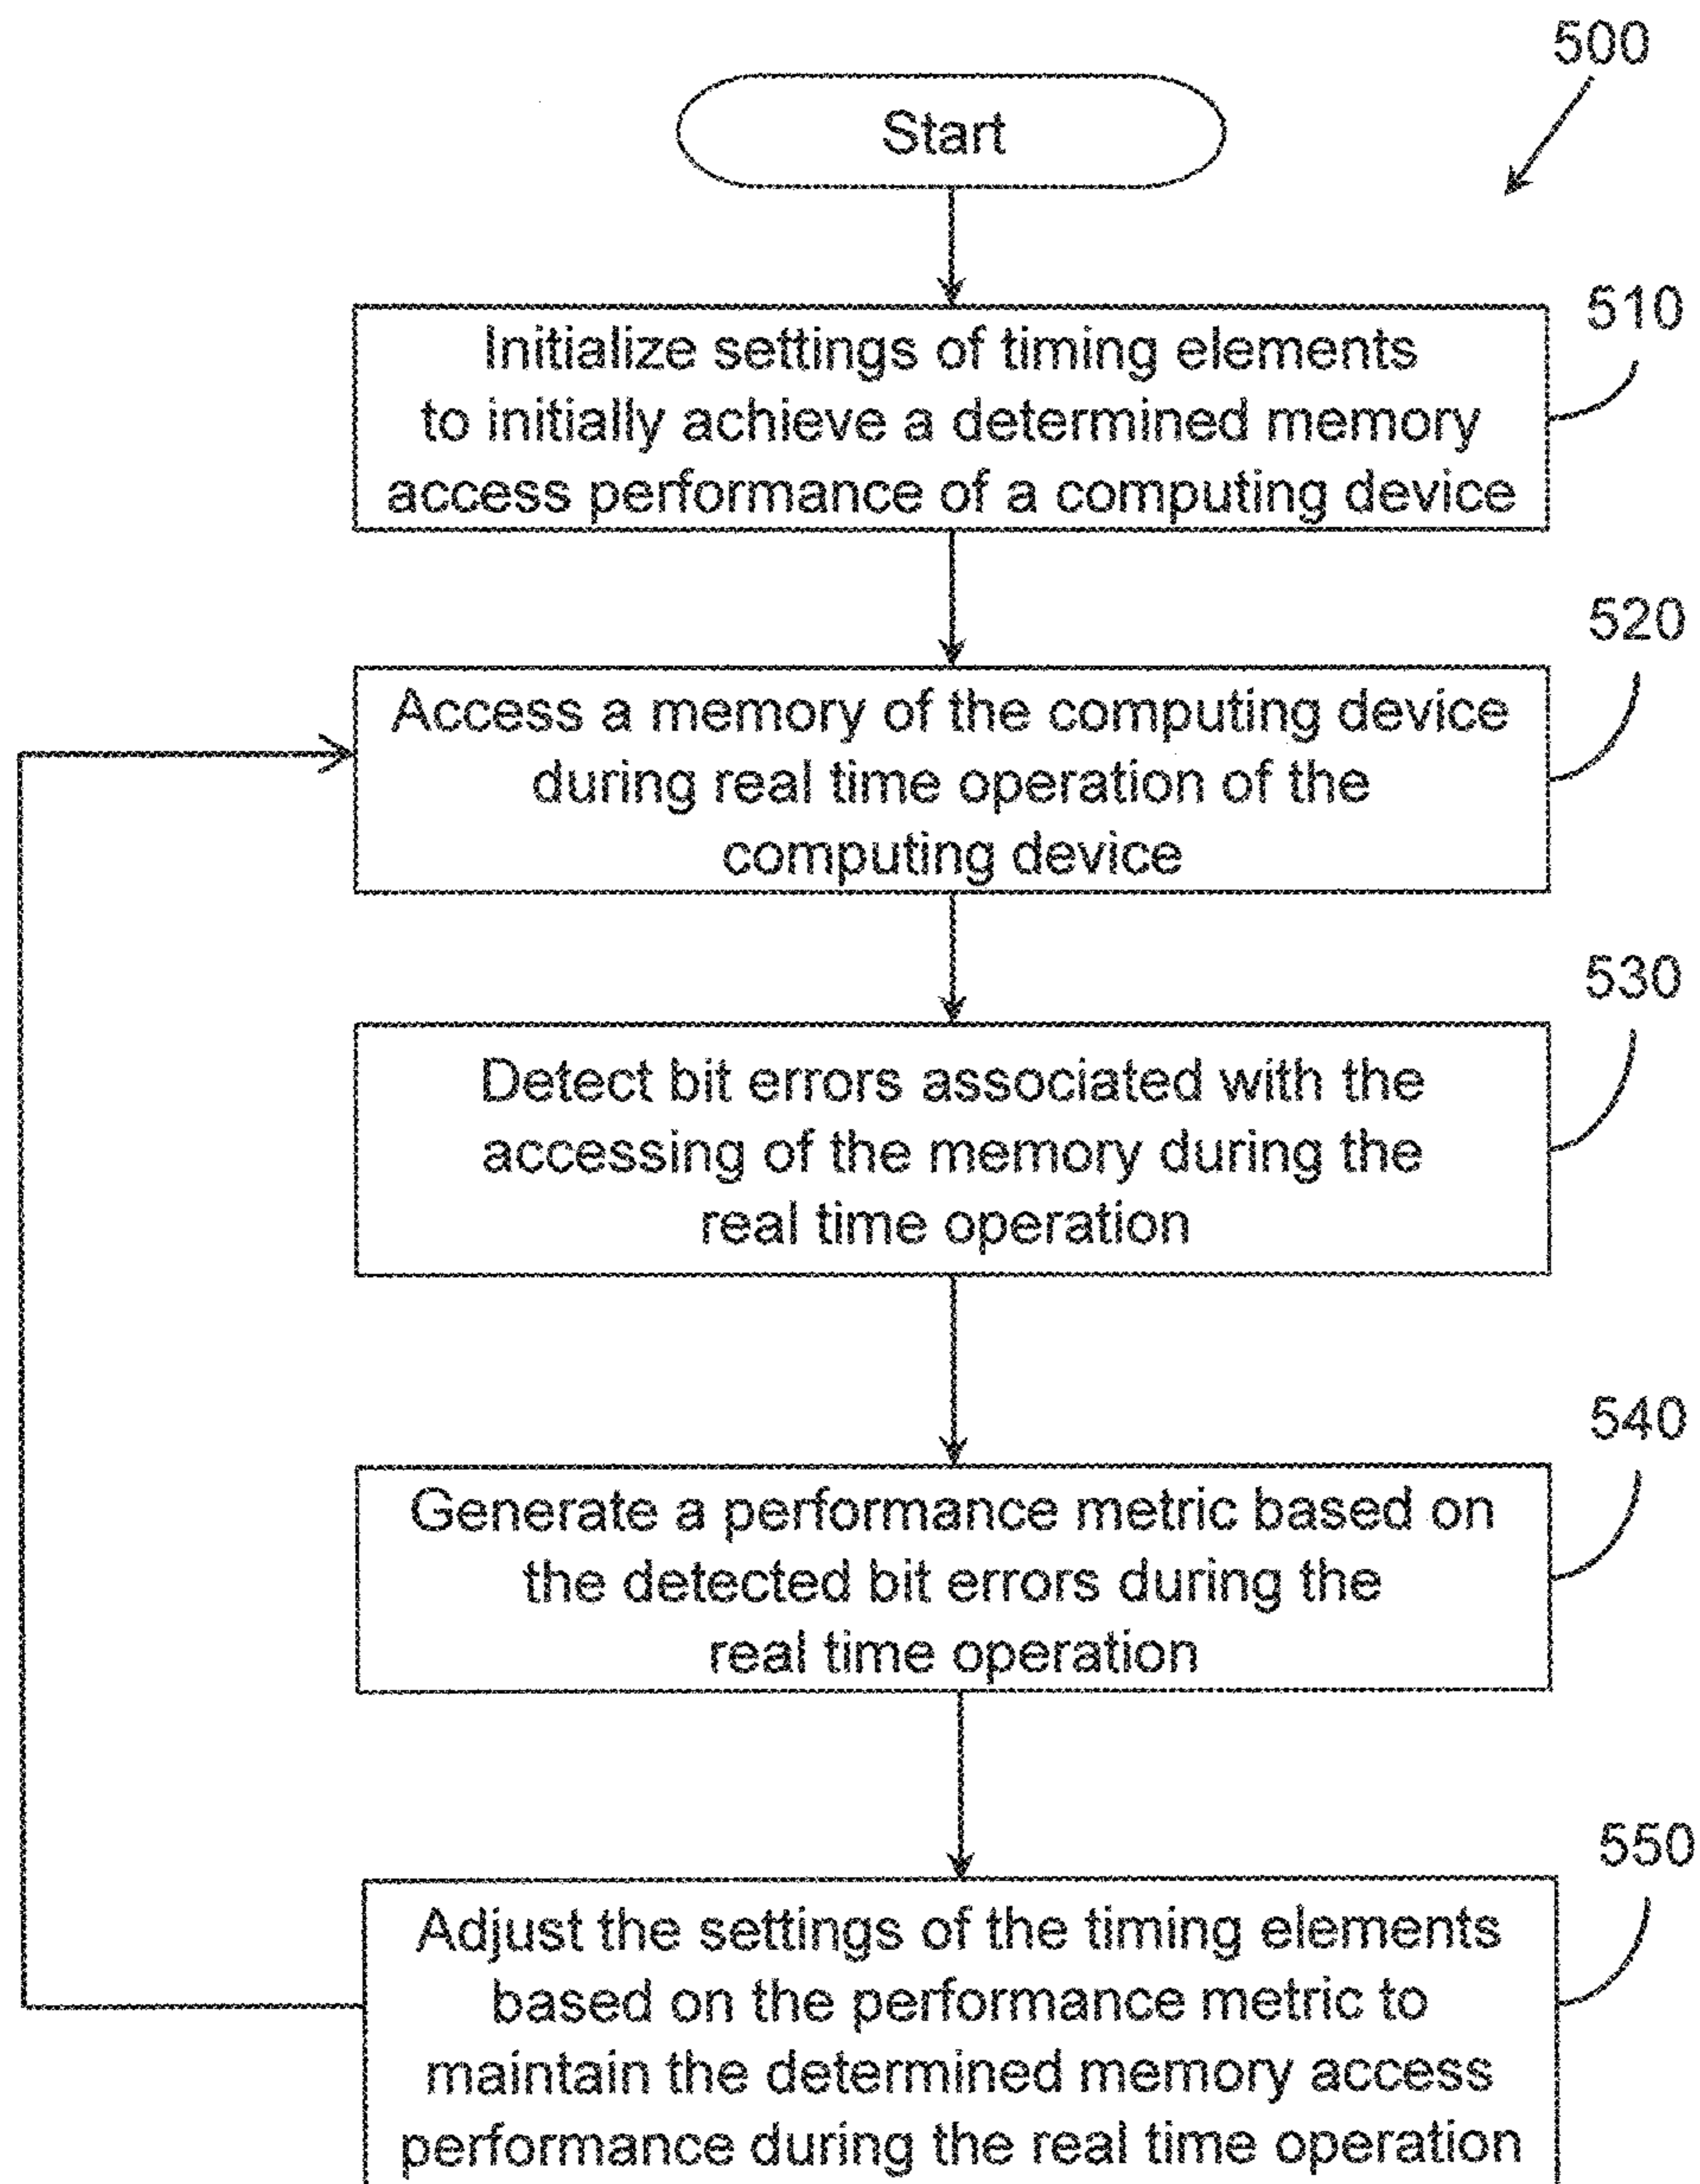 500
Start
510
Initialize settings of timing elements
to initially achieve a determined memory
access performance of a computing device
520
Access a memory of the computing device
during real time operation of the
computing device
530
Detect bit errors associated with the
accessing of the memory during the
real time operation
540
Generate a performance metric based on
the detected bit errors during the
real time operation
550
Adjust the settings of the timing elements
based on the performance metric to
maintain the determined memory access
performance during the real time operation